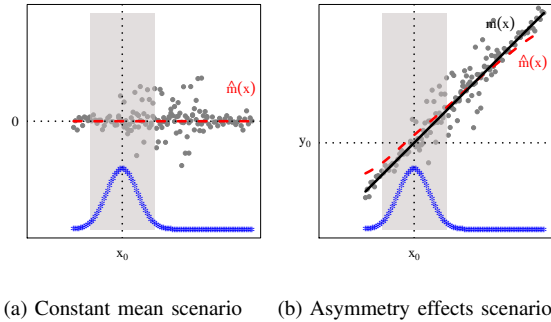 m̂(x)
0
x₀
m(x)
m̂(x)
y₀
x₀
(a) Constant mean scenario
(b) Asymmetry effects scenario